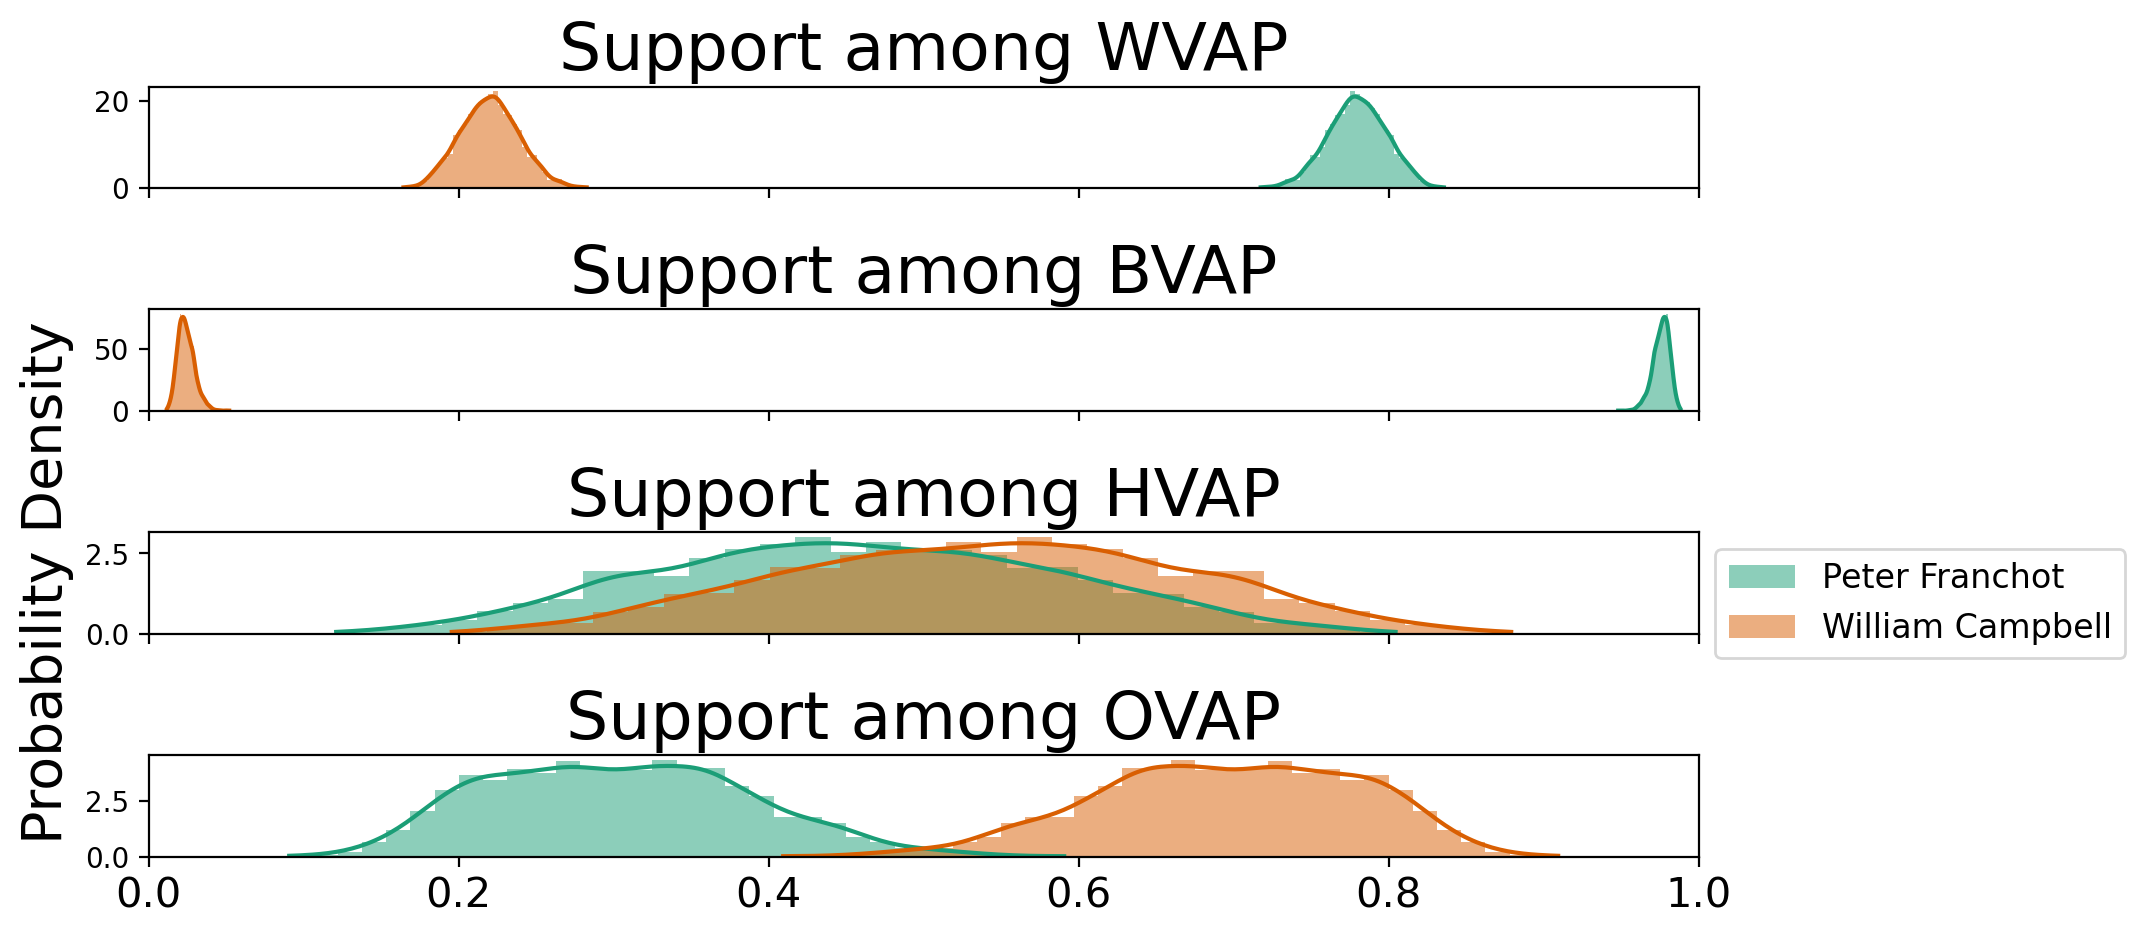 Support among WVAP
20
0
Support among BVAP
50
0
Support among HVAP
2.5
0.0
Support among OVAP
2.5
0.0
0.0 0.2 0.4 0.6 0.8 1.0
Probability Density
Peter Franchot
William Campbell